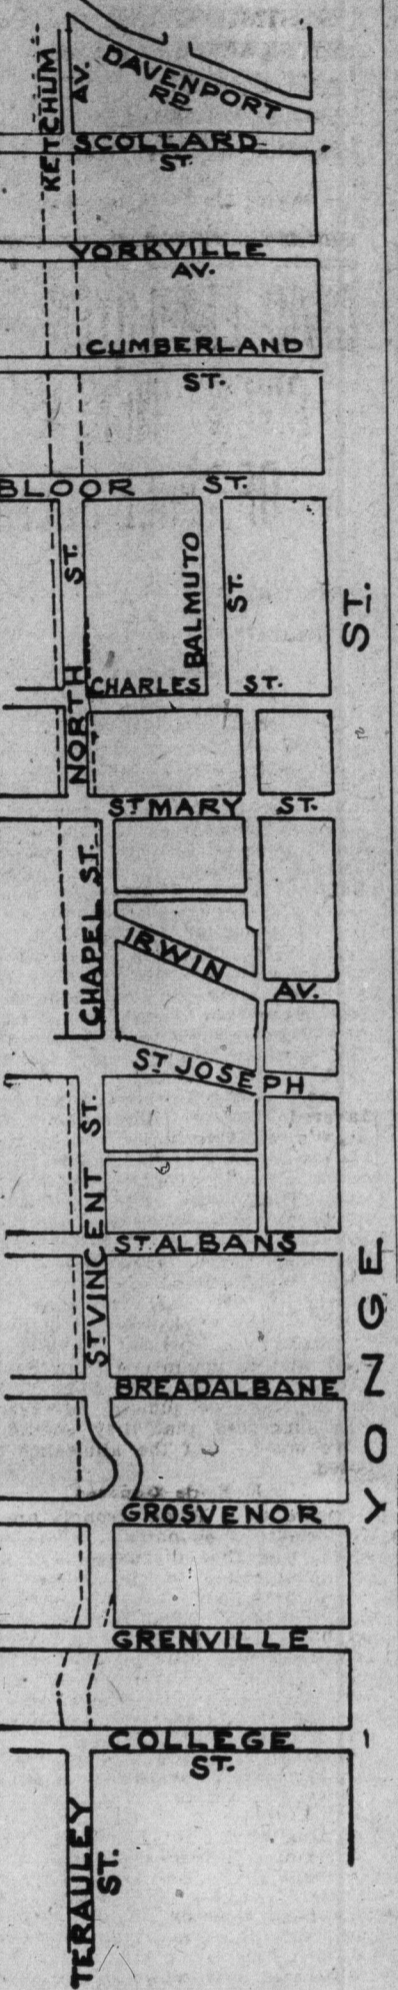 KETCHUM AV.
DAVENPORT
RD.
SCOLLARD
ST.
YORKVILLE
AV.
CUMBERLAND
ST.
BLOOR ST.
NORTH ST.
BALMUTO ST.
CHARLES ST.
ST MARY ST.
CHAPEL ST.
IRWIN AV.
ST JOSEPH
ST VINCENT ST.
ST ALBANS
BREADALBANE
GROSVENOR
GRENVILLE
COLLEGE
ST.
TERAULEY
ST.
YONGE ST.